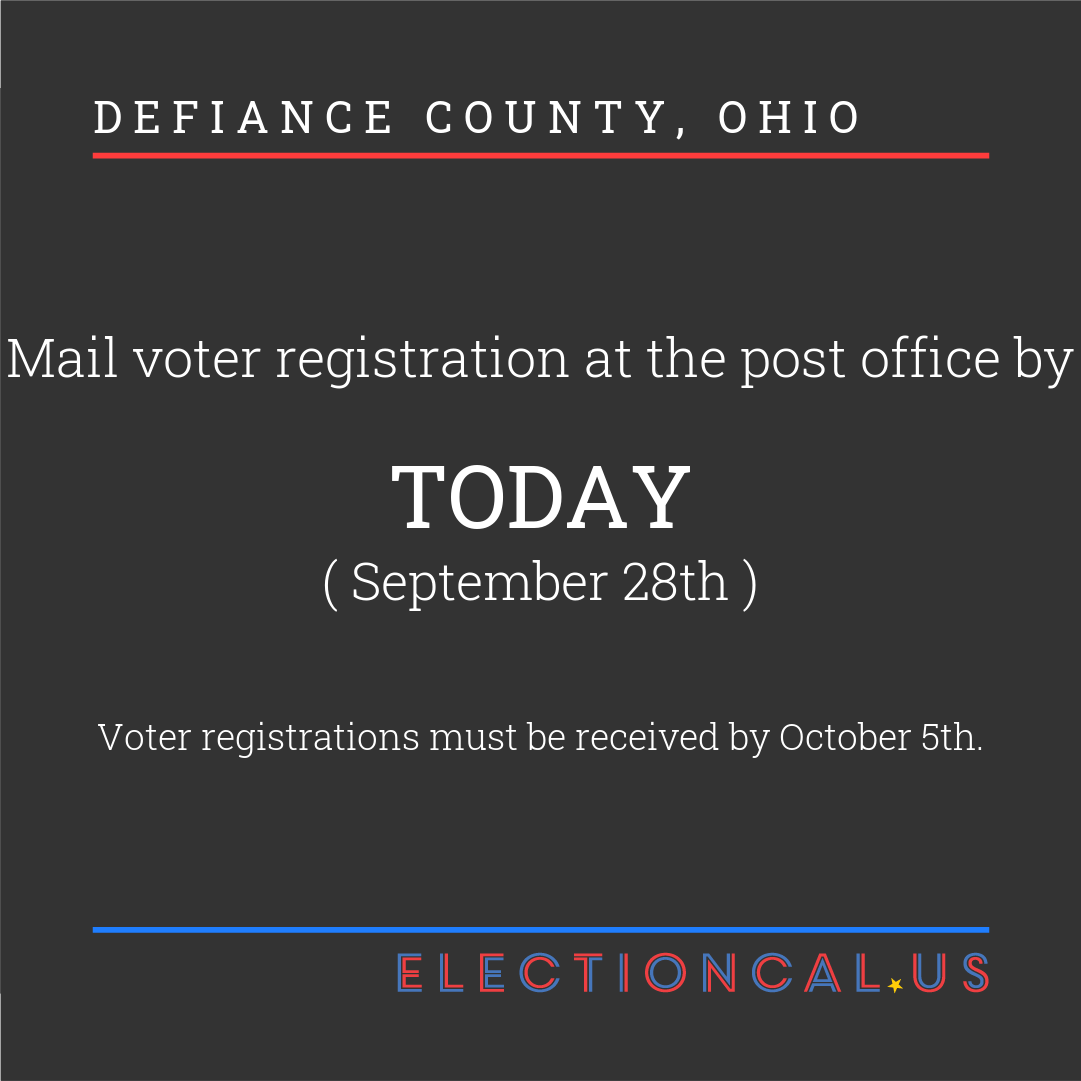 DEFIANCE COUNTY, OHIO
Mail voter registration at the post office by
TODAY
( September 28th )
Voter registrations must be received by October 5th.
ELECTIONCAL.US